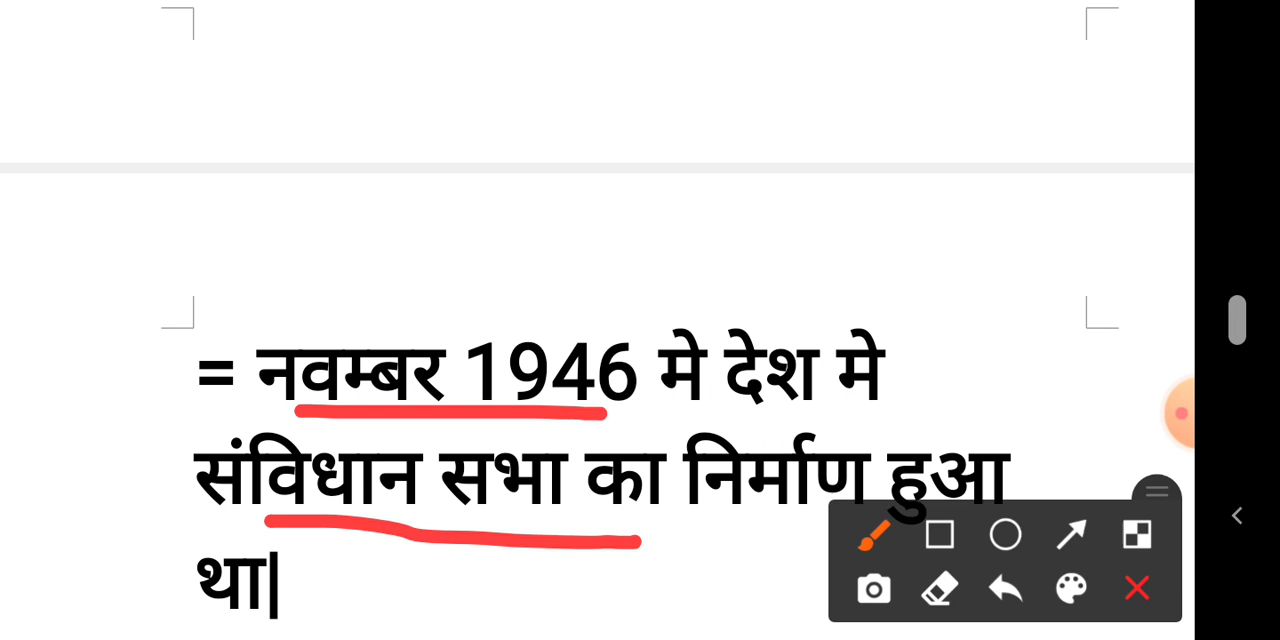 = नवम्बर 1946 मे देश मे
संविधान सभा का निर्माण हुआ
था|